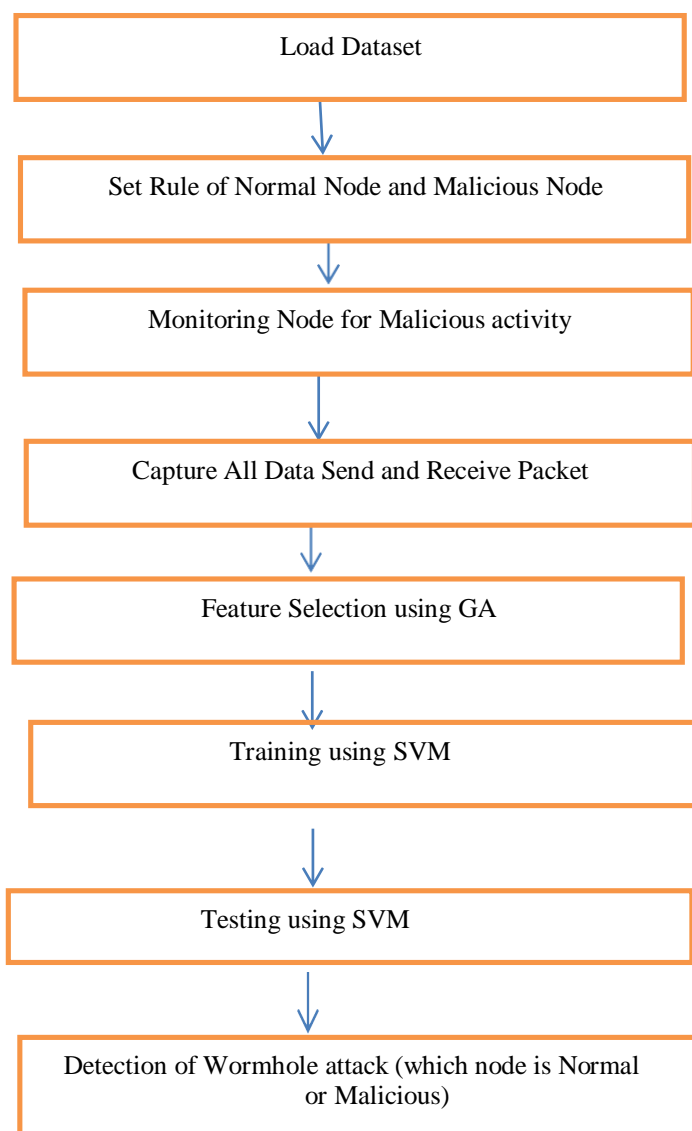 Load Dataset
Set Rule of Normal Node and Malicious Node
Monitoring Node for Malicious activity
Capture All Data Send and Receive Packet
Feature Selection using GA
Training using SVM
Testing using SVM
Detection of Wormhole attack (which node is Normal
or Malicious)